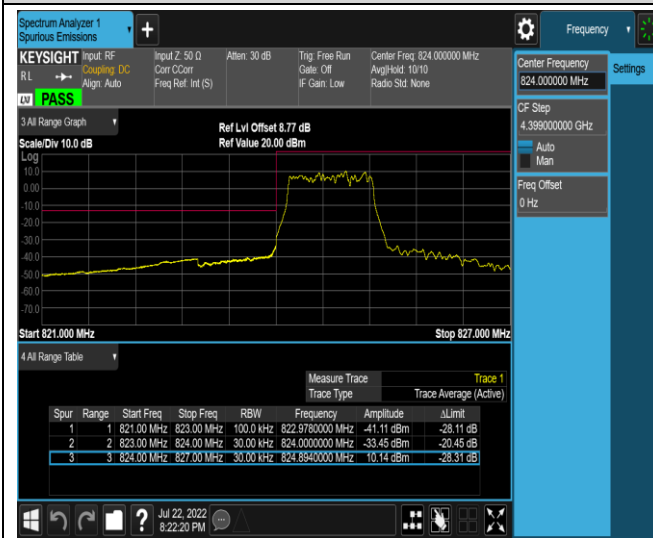 Spectrum Analyzer 1
Spurious Emissions
Frequency
KEYSIGHT Input: RF Input Z: 50 Ω Atten: 30 dB Trig: Free Run Center Freq: 824.000000 MHz
RL Coupling: DC Corr CCorr Gate: Off Avg|Hold: 10/10
Align: Auto Freq Ref: Int (S) IF Gain: Low Radio Std: None
LXI PASS
Center Frequency
824.000000 MHz
Settings
CF Step
4.399000000 GHz
Auto
Man
Freq Offset
0 Hz
3 All Range Graph
Ref Lvl Offset 8.77 dB
Scale/Div 10.0 dB Ref Value 20.00 dBm
Log
10.0
0.00
-10.0
-20.0
-30.0
-40.0
-50.0
-60.0
-70.0
Start 821.000 MHz Stop 827.000 MHz
4 All Range Table
Measure Trace Trace 1
Trace Type Trace Average (Active)
Spur Range Start Freq Stop Freq RBW Frequency Amplitude ΔLimit
1 1 821.00 MHz 823.00 MHz 100.0 kHz 822.9780000 MHz -41.11 dBm -28.11 dB
2 2 823.00 MHz 824.00 MHz 30.00 kHz 824.0000000 MHz -33.45 dBm -20.45 dB
3 3 824.00 MHz 827.00 MHz 30.00 kHz 824.8940000 MHz 10.14 dBm -28.31 dB
Jul 22, 2022
8:22:20 PM